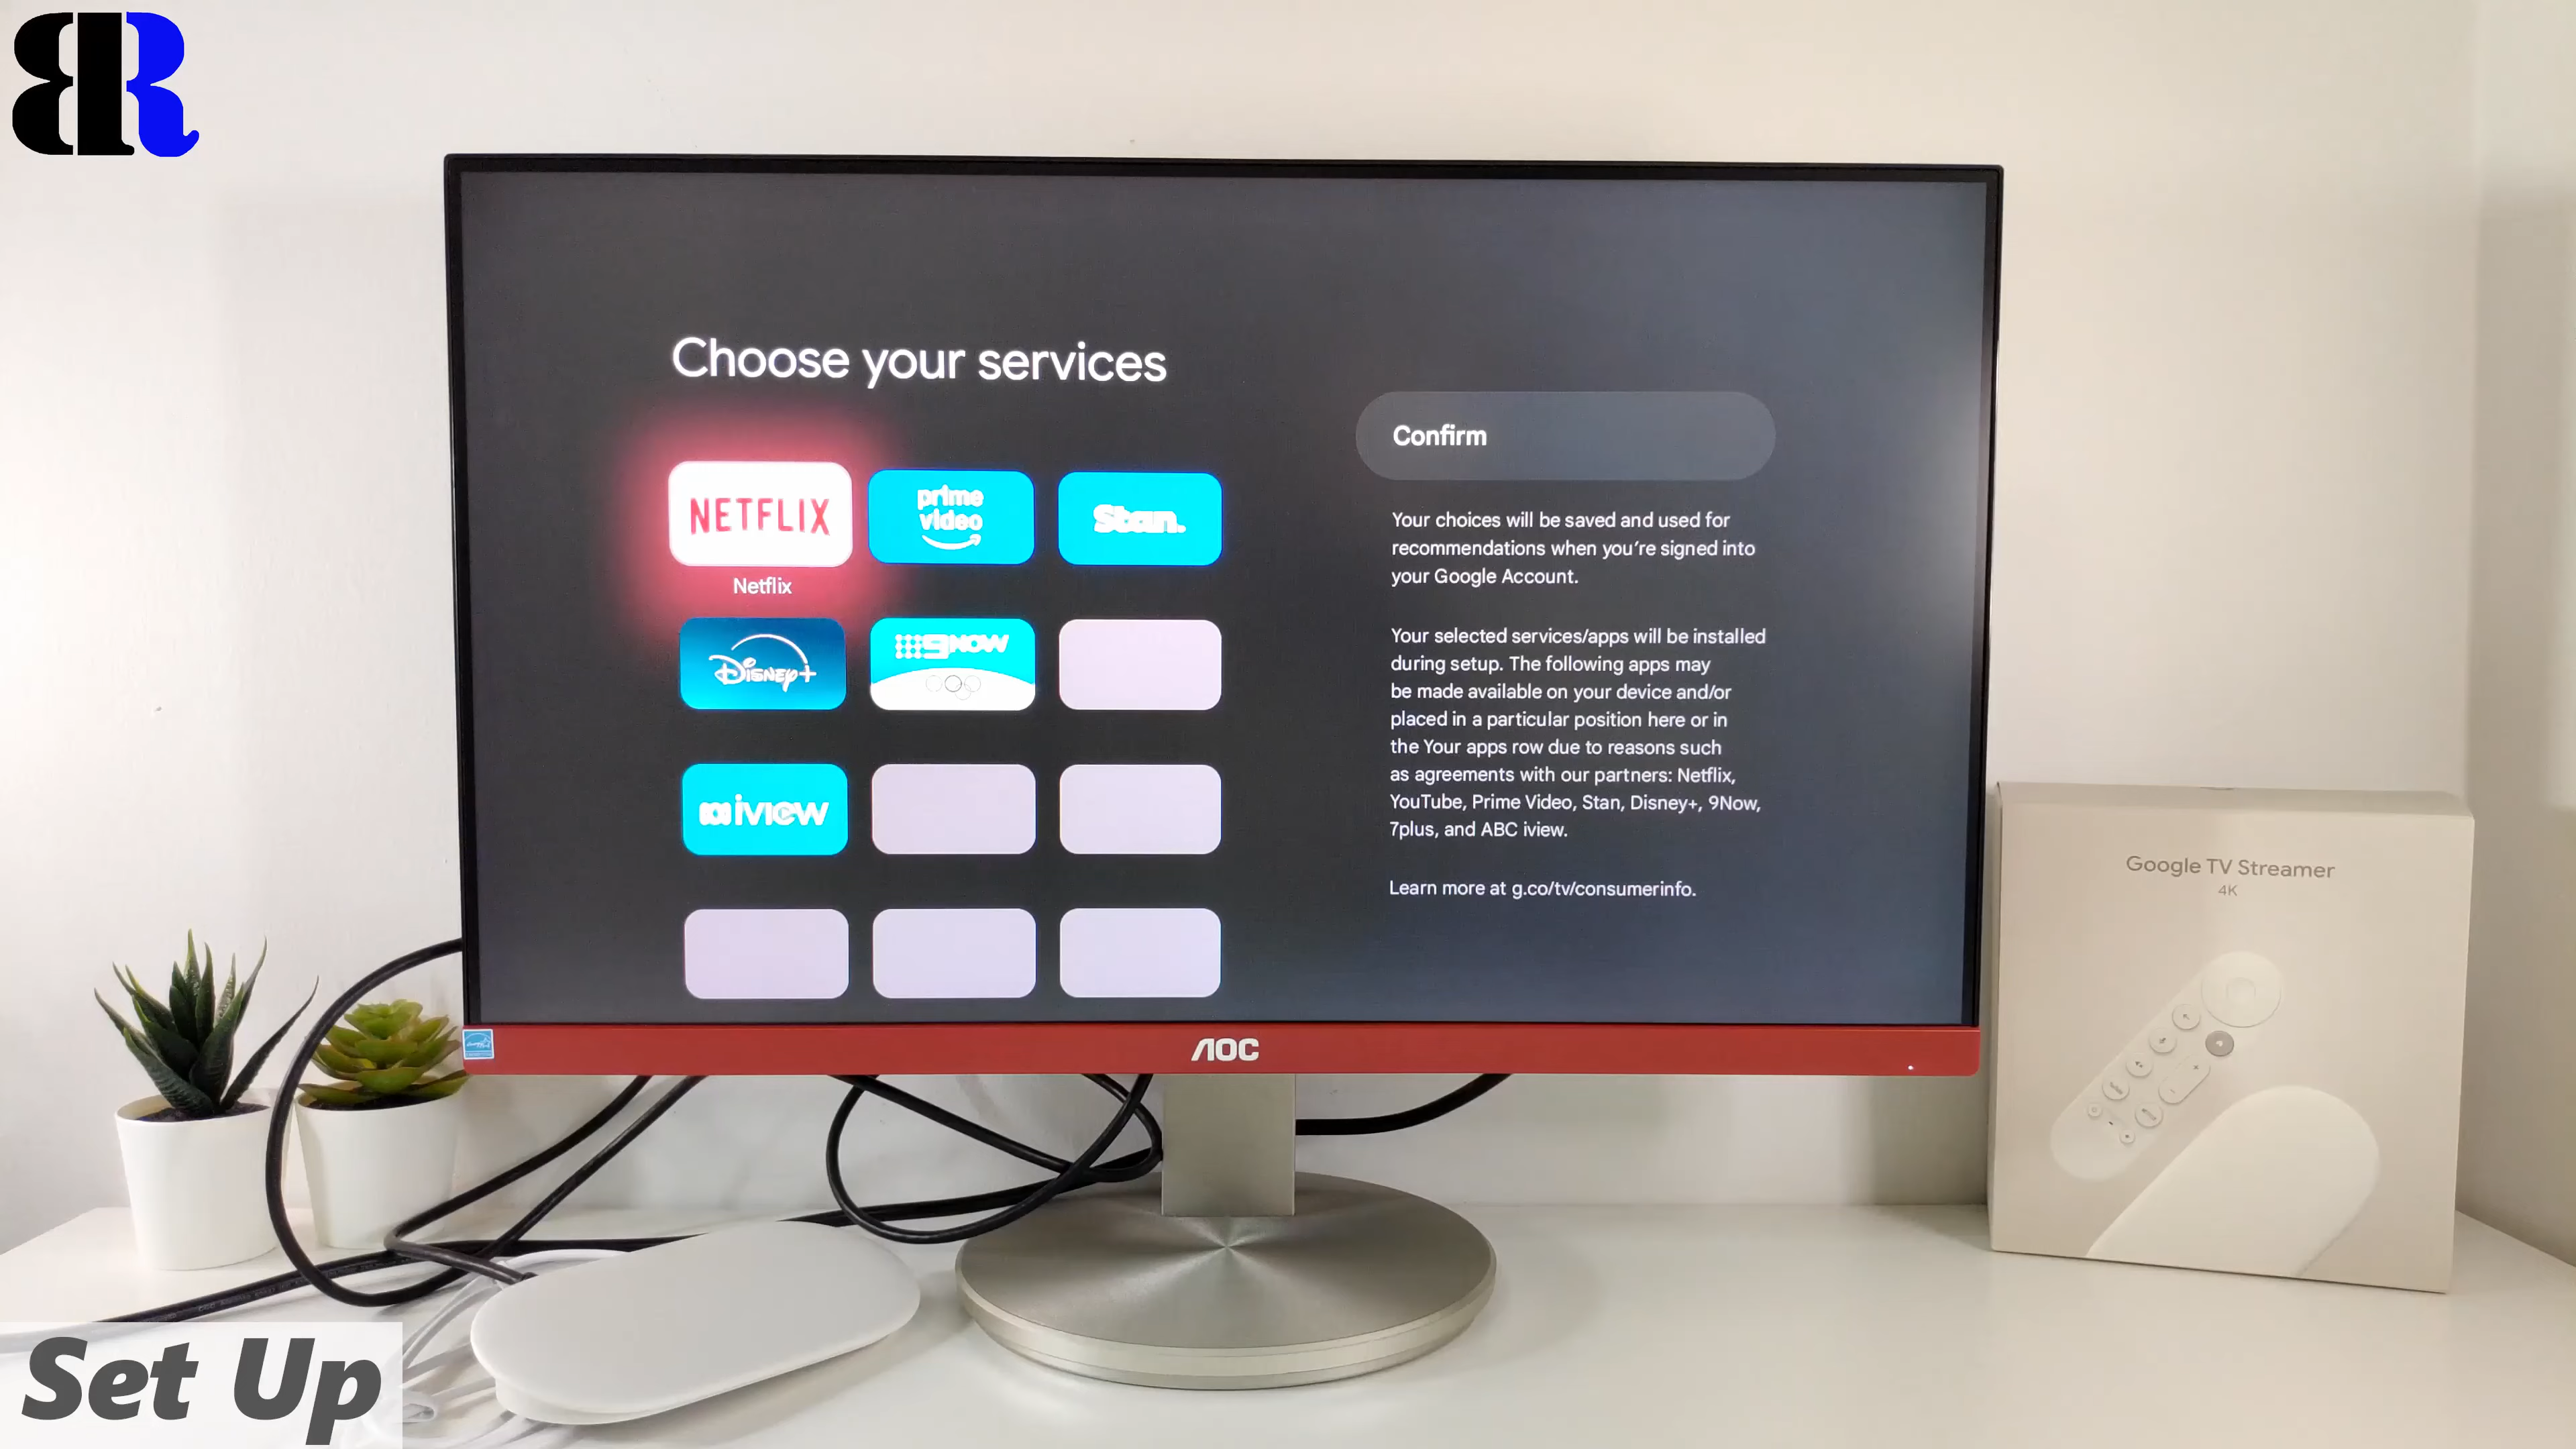 BR
Choose your services
NETFLIX
prime video
Stan.
Netflix
Disney+
9NOW
iview
Confirm
Your choices will be saved and used for
recommendations when you're signed into
your Google Account.
Your selected services/apps will be installed
during setup. The following apps may
be made available on your device and/or
placed in a particular position here or in
the Your apps row due to reasons such
as agreements with our partners: Netflix,
YouTube, Prime Video, Stan, Disney+, 9Now,
7plus, and ABC iview.
Learn more at g.co/tv/consumerinfo.
AOC
Google TV Streamer
4K
Set Up